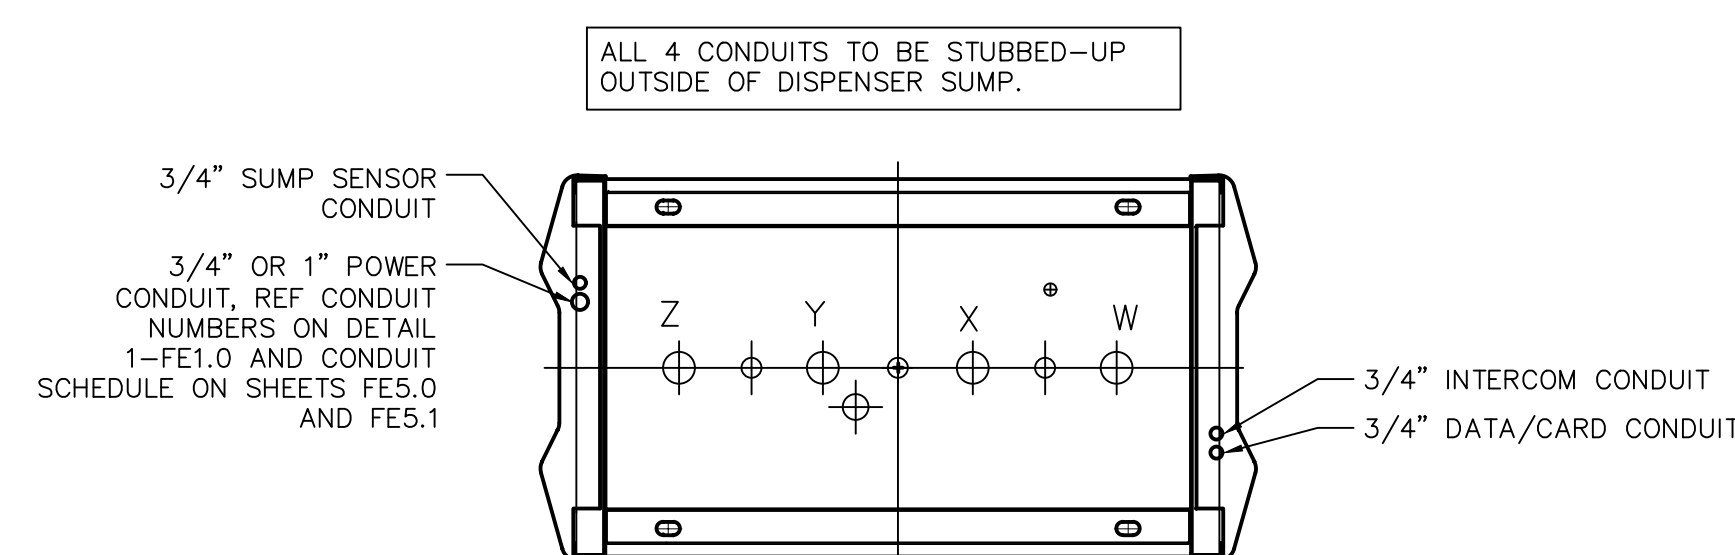 ALL 4 CONDUITS TO BE STUBBED-UP
OUTSIDE OF DISPENSER SUMP.
3/4" SUMP SENSOR
CONDUIT
3/4" OR 1" POWER
CONDUIT, REF CONDUIT
NUMBERS ON DETAIL
1-FE1.0 AND CONDUIT
SCHEDULE ON SHEETS FE5.0
AND FE5.1
Z Y X W
3/4" INTERCOM CONDUIT
3/4" DATA/CARD CONDUIT